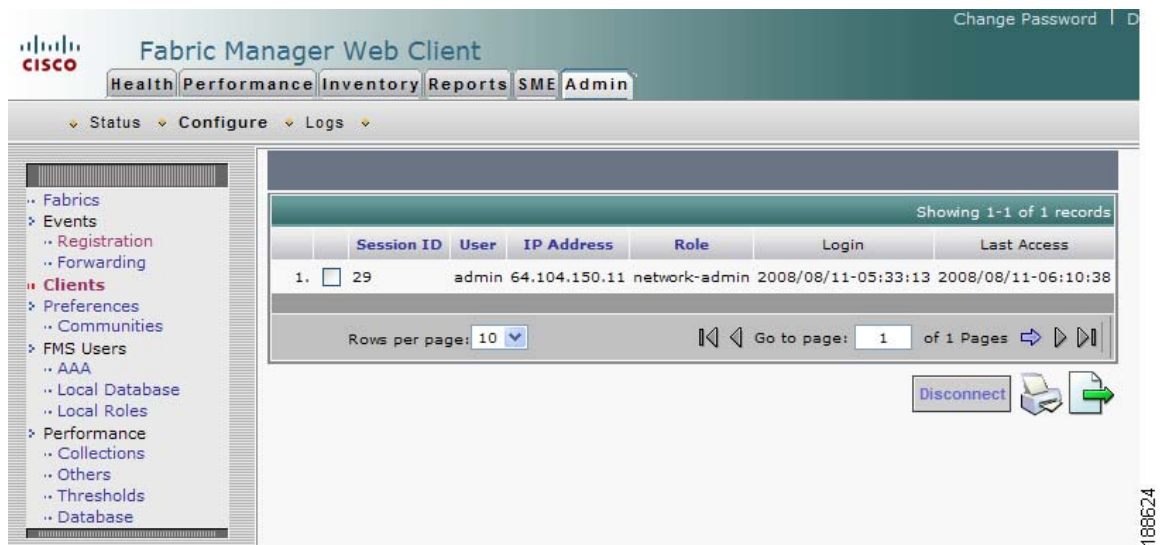 Change Password | D
CISCO
Fabric Manager Web Client
Health Performance Inventory Reports SME Admin
Status Configure Logs
Fabrics
Events
Registration
Forwarding
Clients
Preferences
Communities
FMS Users
AAA
Local Database
Local Roles
Performance
Collections
Others
Thresholds
Database
Showing 1-1 of 1 records
Session ID User IP Address Role Login Last Access
1. 29 admin 64.104.150.11 network-admin 2008/08/11-05:33:13 2008/08/11-06:10:38
Rows per page: 10 Go to page: 1 of 1 Pages
Disconnect
188624